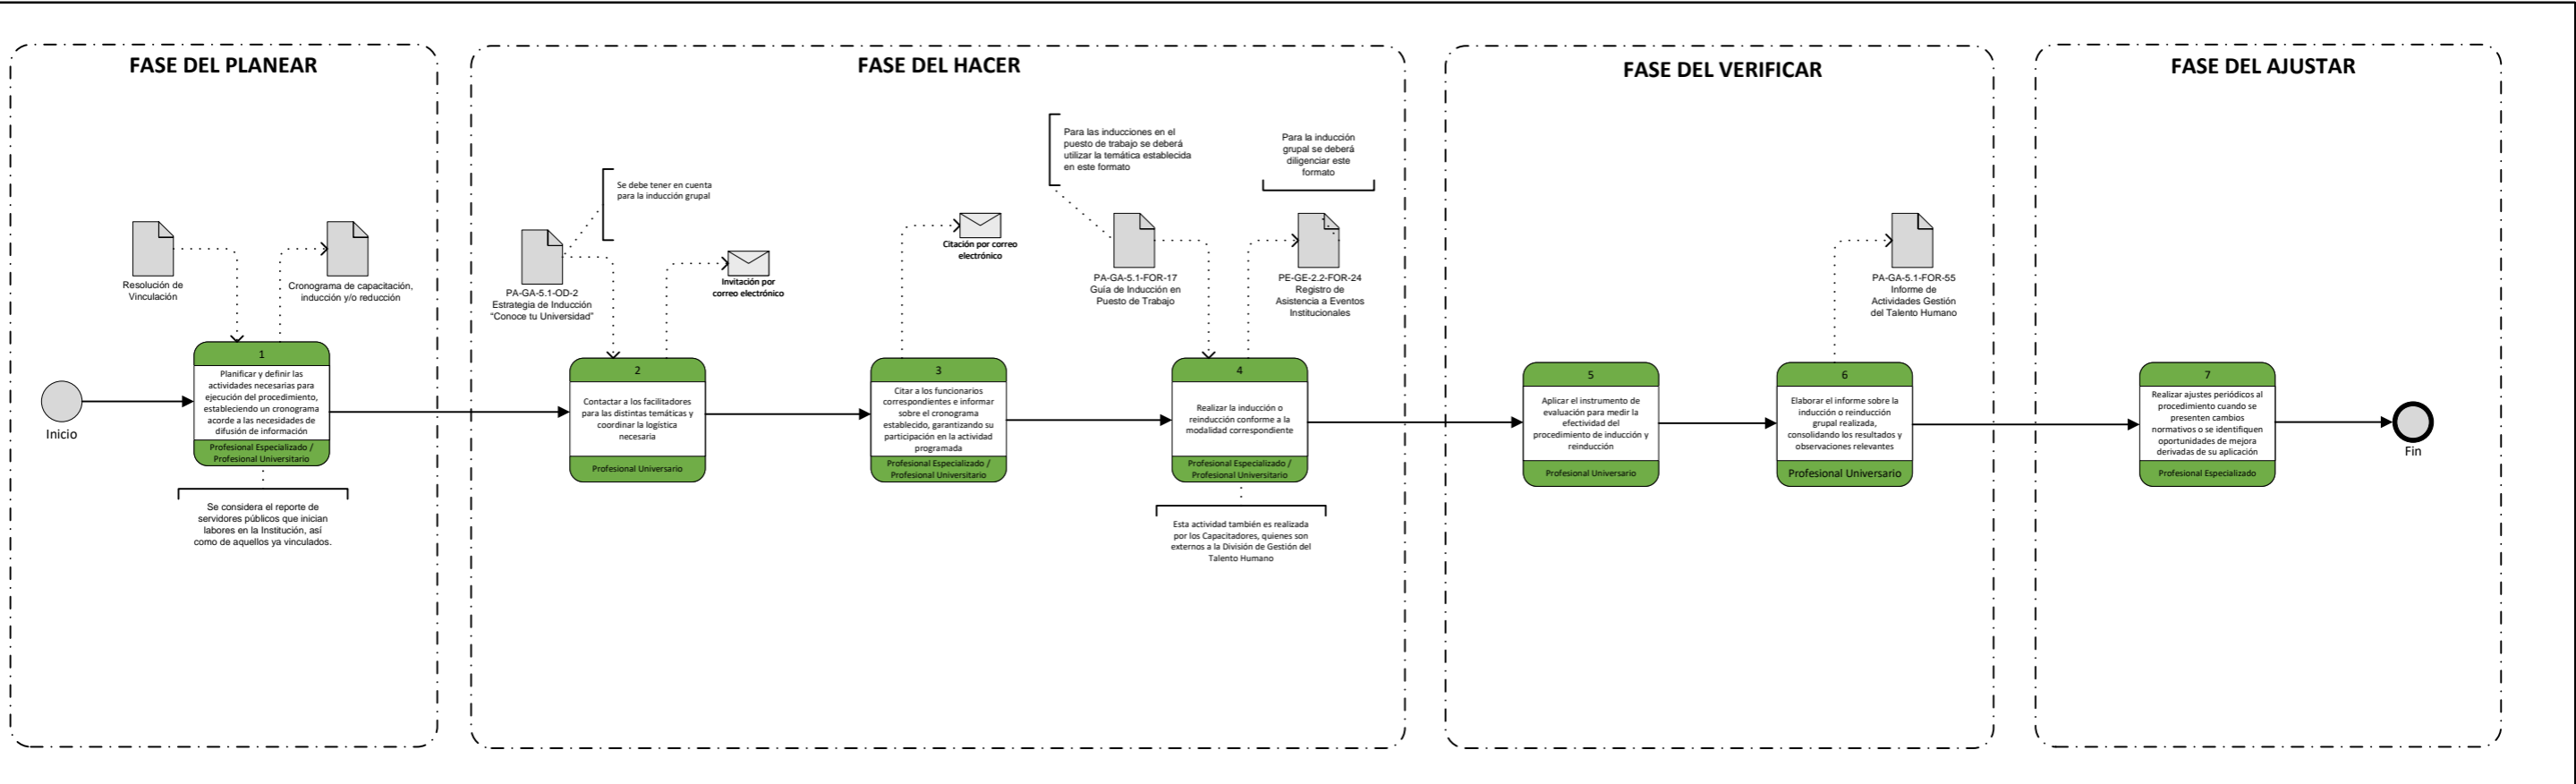 FASE DEL PLANEAR
Resolución de
Vinculación
Cronograma de capacitación,
inducción y/o reducción
Inicio
1
Planificar y definir las
actividades necesarias para
ejecución del procedimiento,
estableciendo un cronograma
acorde a las necesidades de
difusión de información
Profesional Especializado /
Profesional Universitario
Se considera el reporte de
servidores públicos que inician
labores en la Institución, así
como de aquellos ya vinculados.
FASE DEL HACER
Se debe tener en cuenta
para la inducción grupal
PA-GA-5.1-OD-2
Estrategia de Inducción
“Conoce tu Universidad”
Invitación por
correo electrónico
2
Contactar a los facilitadores
para las distintas temáticas y
coordinar la logística
necesaria
Profesional Universario
Citación por correo
electrónico
3
Citar a los funcionarios
correspondientes e informar
sobre el cronograma
establecido, garantizando su
participación en la actividad
programada
Profesional Especializado /
Profesional Universitario
Para las inducciones en el
puesto de trabajo se deberá
utilizar la temática establecida
en este formato
PA-GA-5.1-FOR-17
Guía de Inducción en
Puesto de Trabajo
Para la inducción
grupal se deberá
diligenciar este
formato
PE-GE-2.2-FOR-24
Registro de
Asistencia a Eventos
Institucionales
4
Realizar la inducción o
reinducción conforme a la
modalidad correspondiente
Profesional Especializado /
Profesional Universitario
Esta actividad también es realizada
por los Capacitadores, quienes son
externos a la División de Gestión del
Talento Humano
FASE DEL VERIFICAR
5
Aplicar el instrumento de
evaluación para medir la
efectividad del
procedimiento de inducción y
reinducción
Profesional Universario
PA-GA-5.1-FOR-55
Informe de
Actividades Gestión
del Talento Humano
6
Elaborar el informe sobre la
inducción o reinducción
grupal realizada,
consolidando los resultados y
observaciones relevantes
Profesional Universario
FASE DEL AJUSTAR
7
Realizar ajustes periódicos al
procedimiento cuando se
presenten cambios
normativos o se identifiquen
oportunidades de mejora
derivadas de su aplicación
Profesional Especializado
Fin